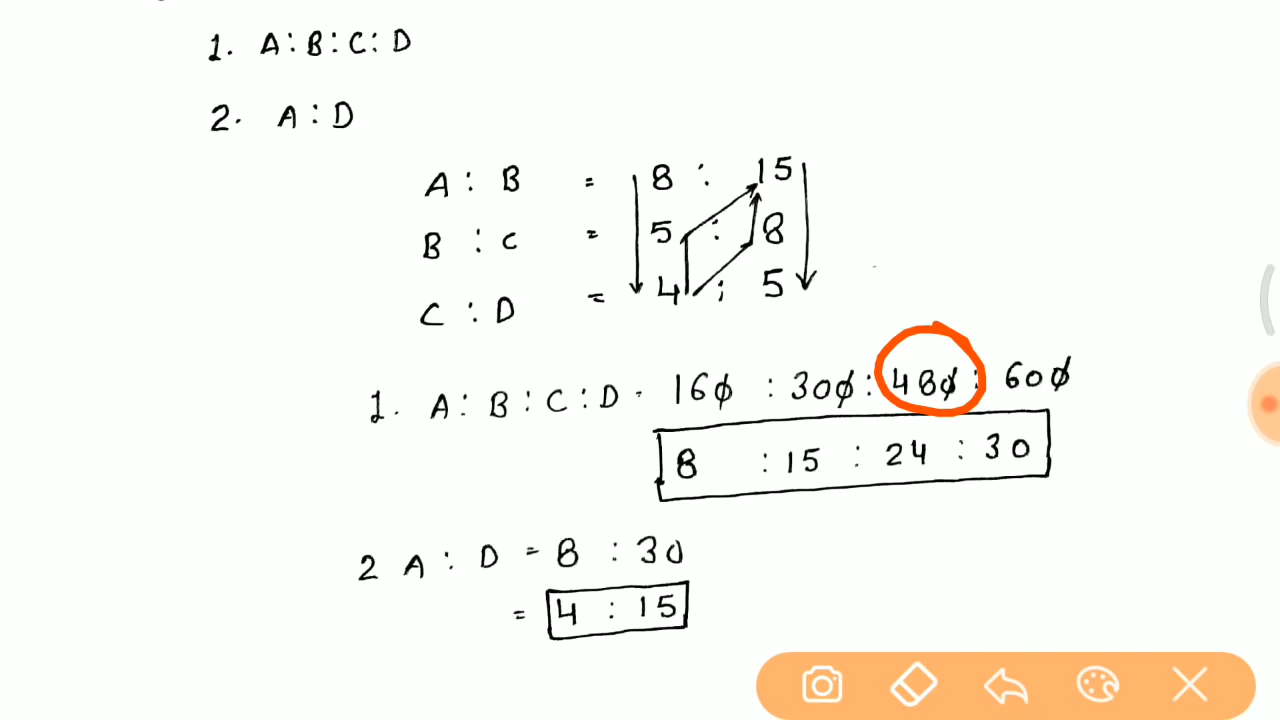 1. A : B : C : D
2. A : D
A : B = 8 : 15
B : C = 5 : 8
C : D = 4 : 5
1. A : B : C : D = 160 : 300 : 480 : 600
8 : 15 : 24 : 30
2 A : D = 8 : 30
= 4 : 15